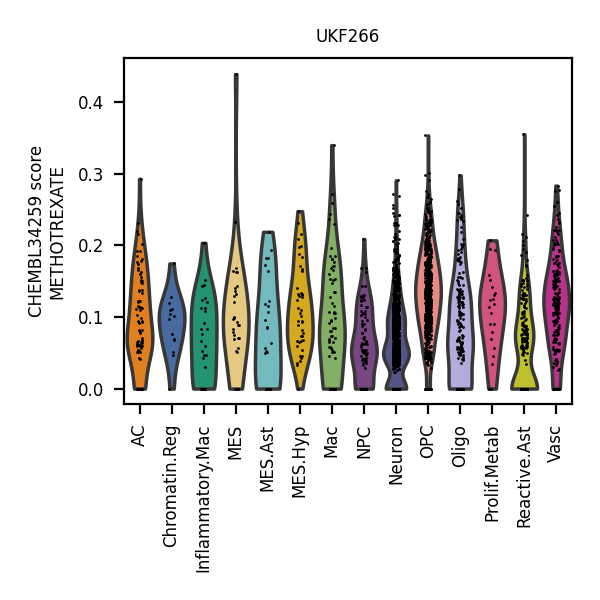 UKF266
CHEMBL34259 score
METHOTREXATE
0.4
0.3
0.2
0.1
0.0
AC
Chromatin.Reg
Inflammatory.Mac
MES
MES.Ast
MES.Hyp
Mac
NPC
Neuron
OPC
Oligo
Prolif.Metab
Reactive.Ast
Vasc